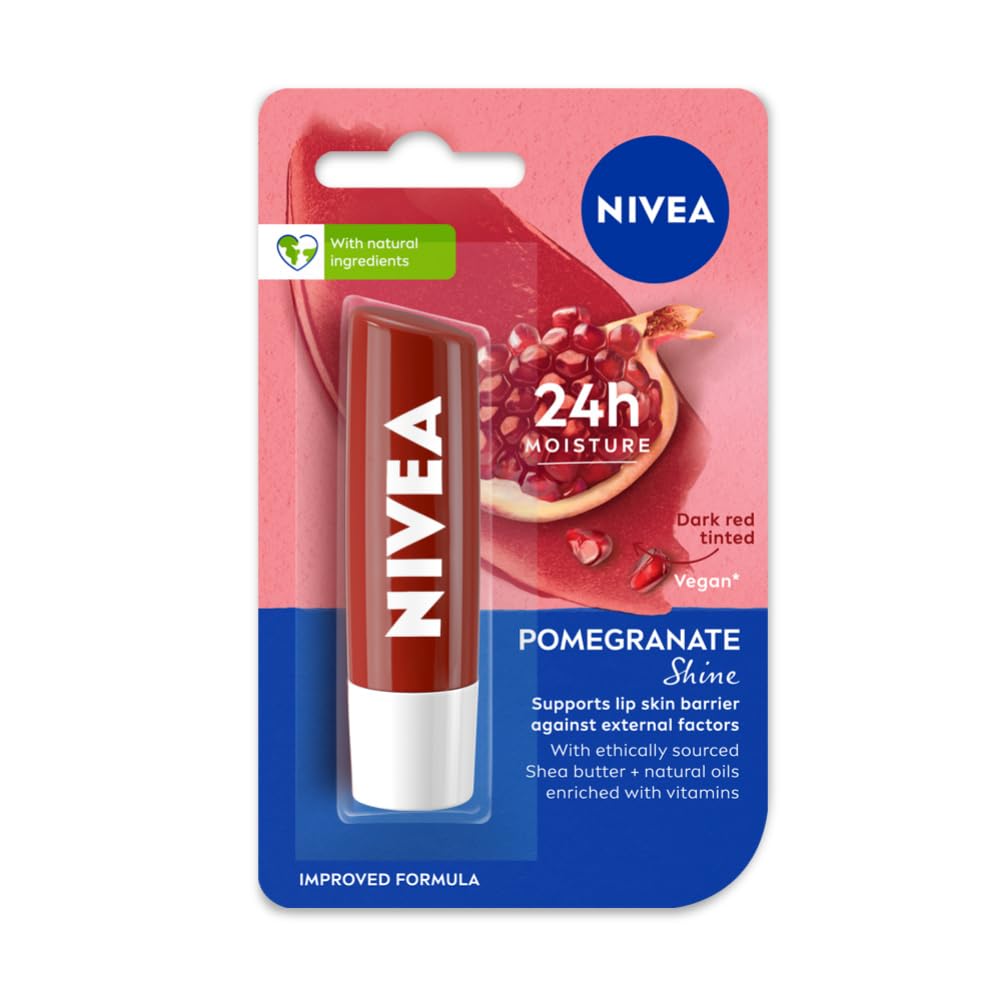 NIVEA
With natural
ingredients
24h
MOISTURE
NIVEA
Dark red
tinted
Vegan*
POMEGRANATE
Shine
Supports lip skin barrier
against external factors
With ethically sourced
Shea butter + natural oils
enriched with vitamins
IMPROVED FORMULA